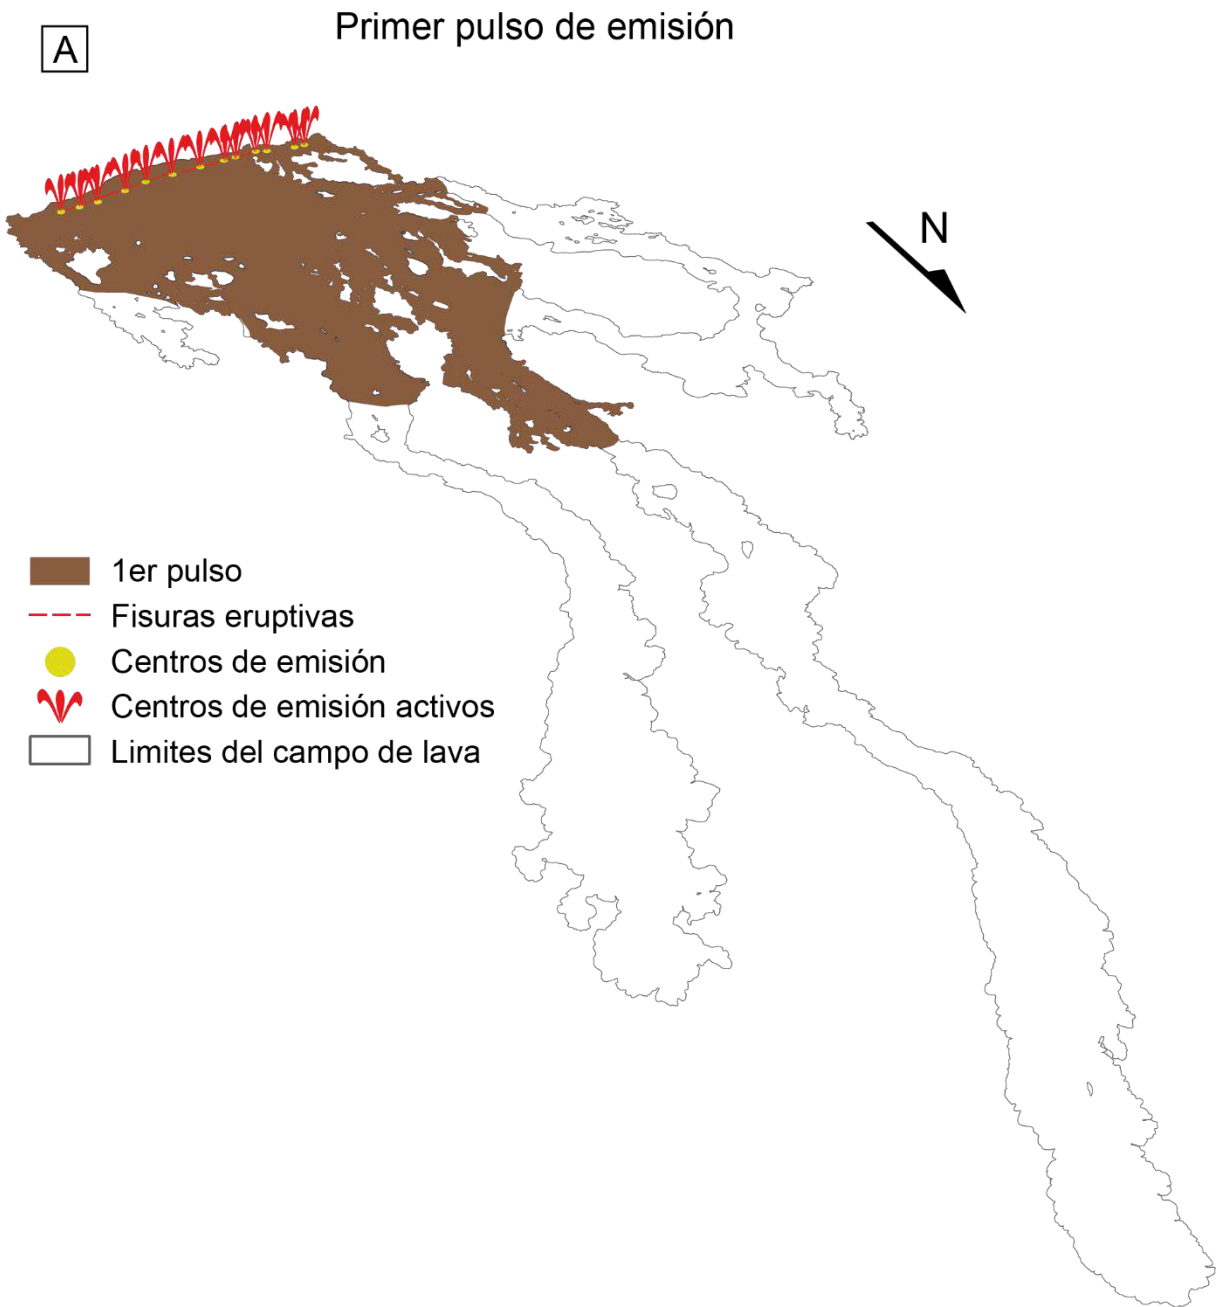 Primer pulso de emisión
A
N
1er pulso
Fisuras eruptivas
Centros de emisión
Centros de emisión activos
Limites del campo de lava